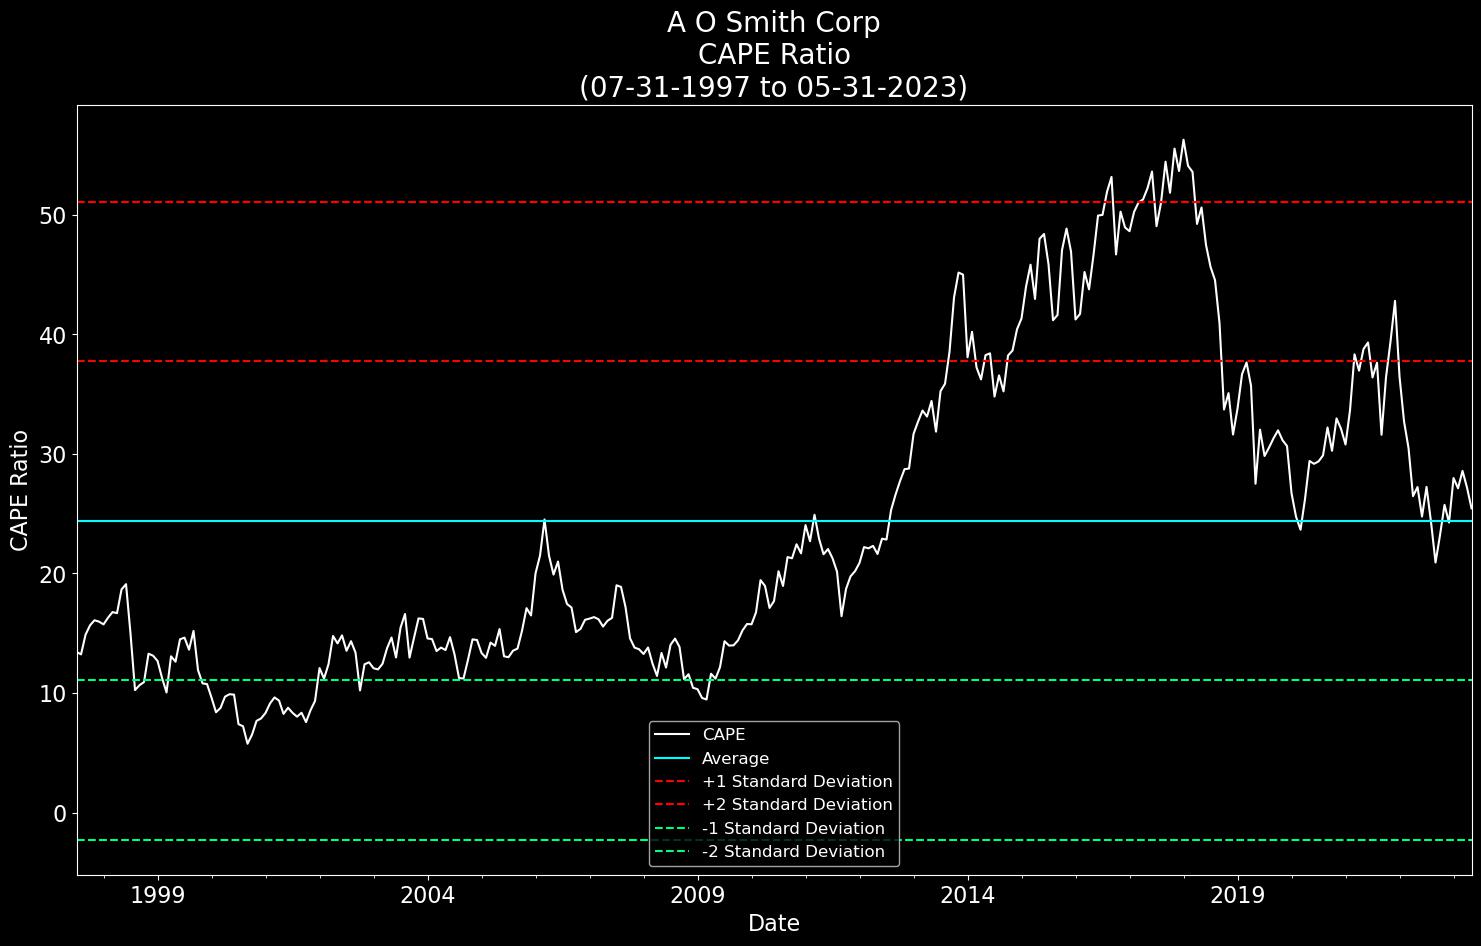 A O Smith Corp
CAPE Ratio
(07-31-1997 to 05-31-2023)
CAPE Ratio
50
40
30
20
10
0
CAPE
Average
+1 Standard Deviation
+2 Standard Deviation
-1 Standard Deviation
-2 Standard Deviation
1999 2004 2009 2014 2019
Date